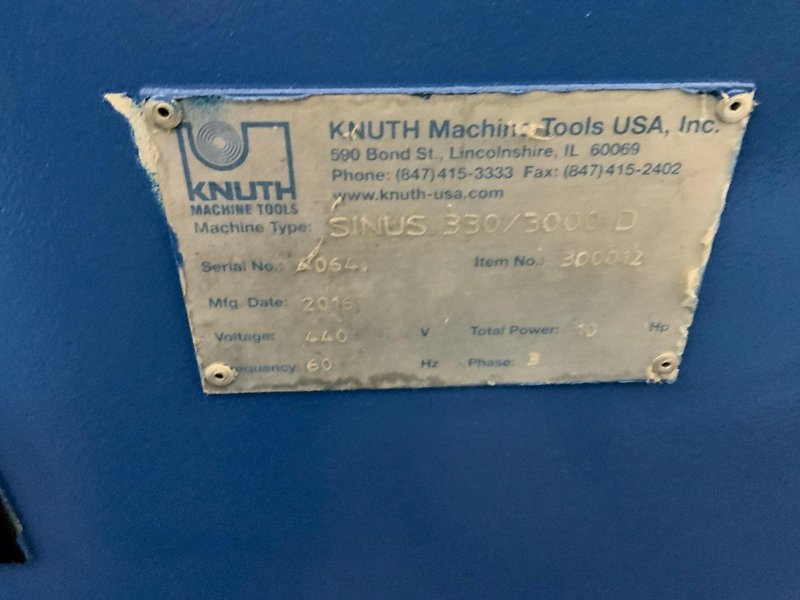 KNUTH
MACHINE TOOLS
KNUTH Machine Tools USA, Inc.
590 Bond St., Lincolnshire, IL 60069
Phone: (847)415-3333 Fax: (847)415-2402
www.knuth-usa.com
Machine Type: SINUS 330/3000 D
Serial No.: Item No.: 300012
Mfg. Date: 2016
Voltage: 440 V Total Power: 10 Hp
Frequency: 60 Hz Phase: 3